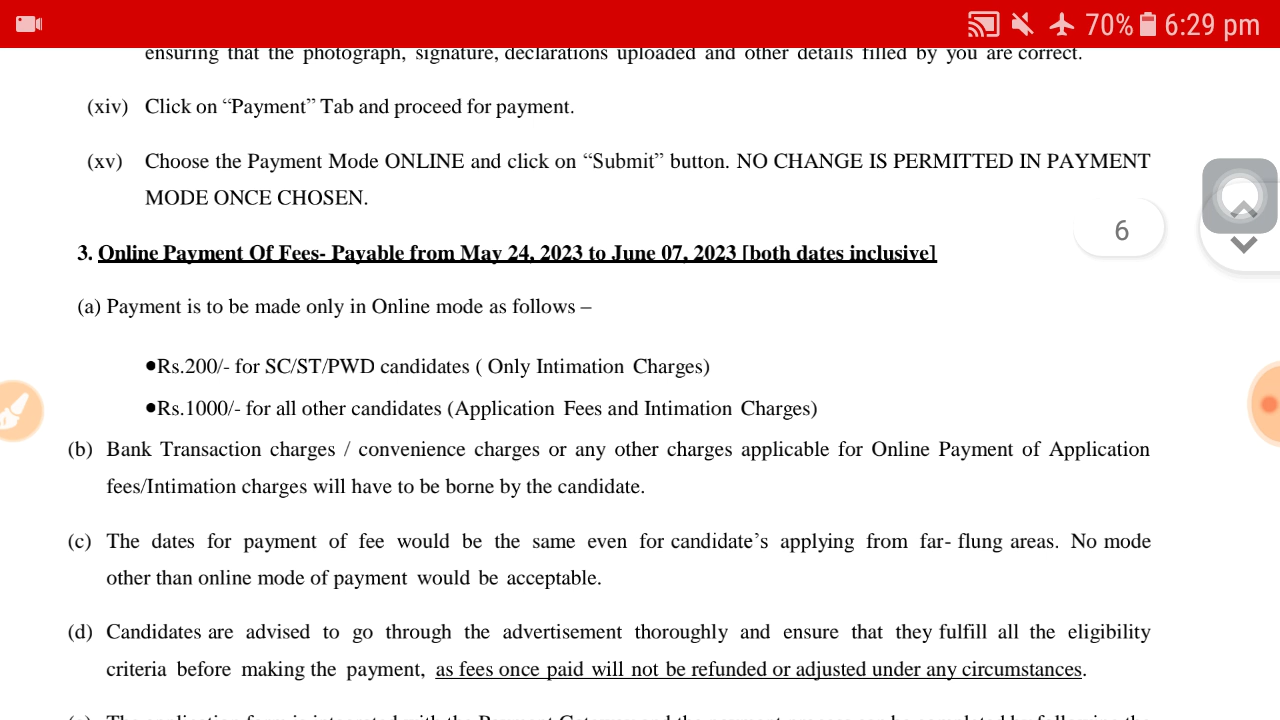 70% 6:29 pm
ensuring that the photograph, signature, declarations uploaded and other details filled by you are correct.
(xiv) Click on “Payment” Tab and proceed for payment.
(xv) Choose the Payment Mode ONLINE and click on “Submit” button. NO CHANGE IS PERMITTED IN PAYMENT
MODE ONCE CHOSEN.
6
3. Online Payment Of Fees- Payable from May 24, 2023 to June 07, 2023 [both dates inclusive]
(a) Payment is to be made only in Online mode as follows –
●Rs.200/- for SC/ST/PWD candidates ( Only Intimation Charges)
●Rs.1000/- for all other candidates (Application Fees and Intimation Charges)
(b) Bank Transaction charges / convenience charges or any other charges applicable for Online Payment of Application
fees/Intimation charges will have to be borne by the candidate.
(c) The dates for payment of fee would be the same even for candidate’s applying from far- flung areas. No mode
other than online mode of payment would be acceptable.
(d) Candidates are advised to go through the advertisement thoroughly and ensure that they fulfill all the eligibility
criteria before making the payment, as fees once paid will not be refunded or adjusted under any circumstances.